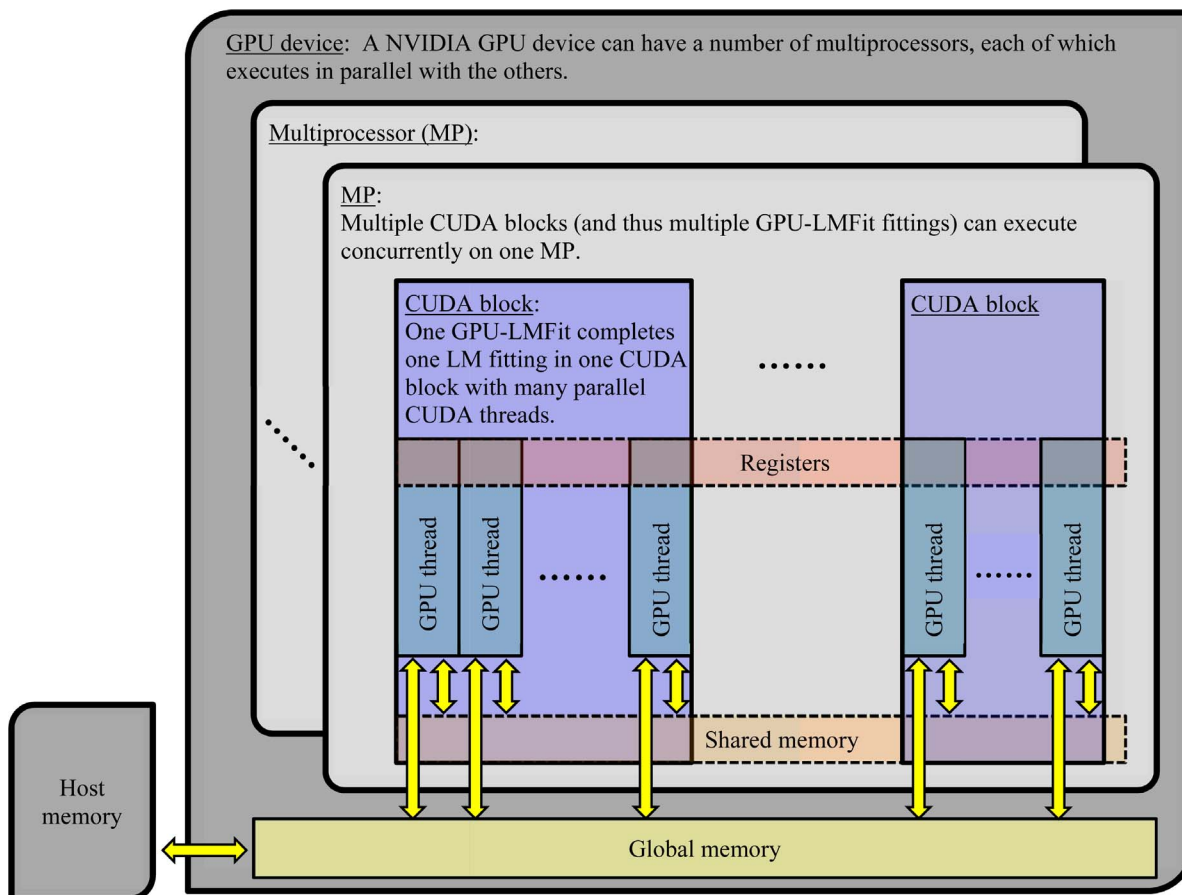 GPU device: A NVIDIA GPU device can have a number of multiprocessors, each of which
executes in parallel with the others.
Multiprocessor (MP):
MP:
Multiple CUDA blocks (and thus multiple GPU-LMFit fittings) can execute
concurrently on one MP.
CUDA block:
One GPU-LMFit completes
one LM fitting in one CUDA
block with many parallel
CUDA threads.
CUDA block
Registers
GPU thread
GPU thread
GPU thread
GPU thread
GPU thread
Shared memory
Host
memory
Global memory